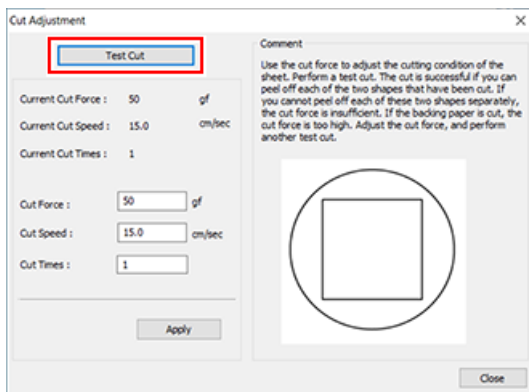 Cut Adjustment
Test Cut
Current Cut Force : 50 gf
Current Cut Speed : 15.0 cm/sec
Current Cut Times : 1
Cut Force : 50 gf
Cut Speed : 15.0 cm/sec
Cut Times : 1
Apply
Comment
Use the cut force to adjust the cutting condition of the
sheet. Perform a test cut. The cut is successful if you can
peel off each of the two shapes that have been cut. If
you cannot peel off each of these two shapes separately,
the cut force is insufficient. If the backing paper is cut, the
cut force is too high. Adjust the cut force, and perform
another test cut.
Close